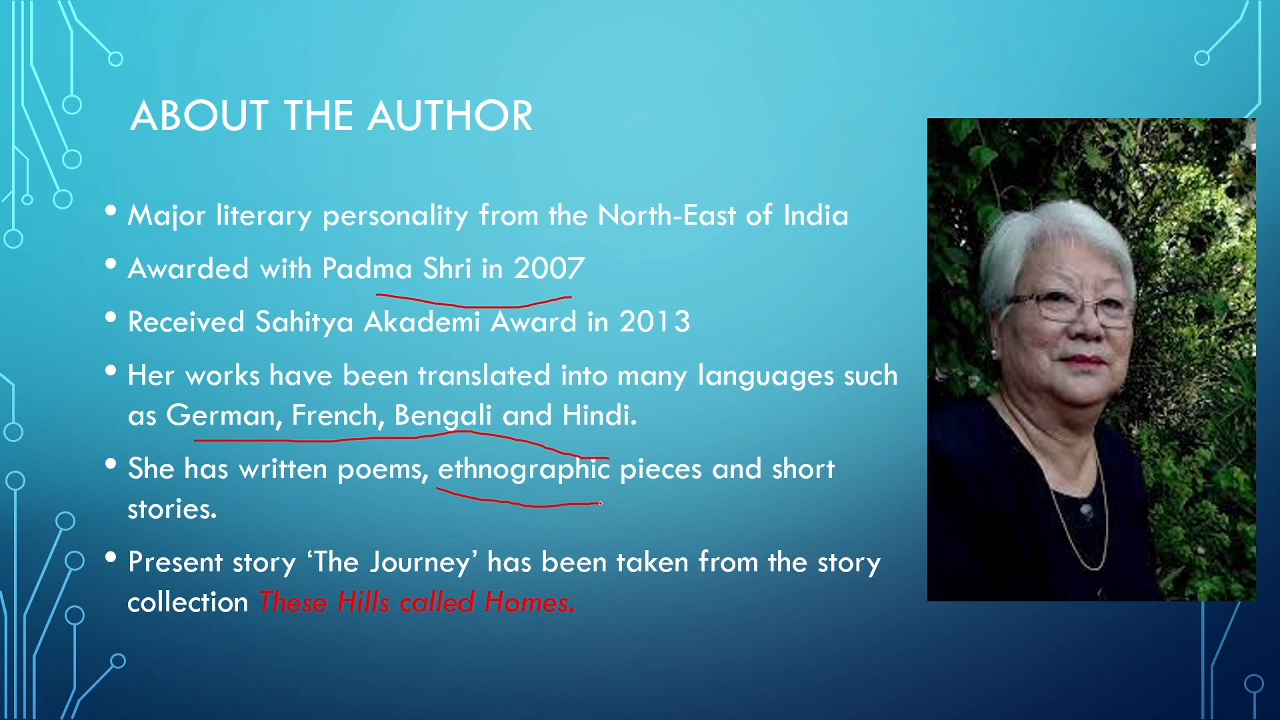 ABOUT THE AUTHOR
• Major literary personality from the North-East of India
• Awarded with Padma Shri in 2007
• Received Sahitya Akademi Award in 2013
• Her works have been translated into many languages such
as German, French, Bengali and Hindi.
• She has written poems, ethnographic pieces and short
stories.
• Present story ‘The Journey’ has been taken from the story
collection These Hills called Homes.